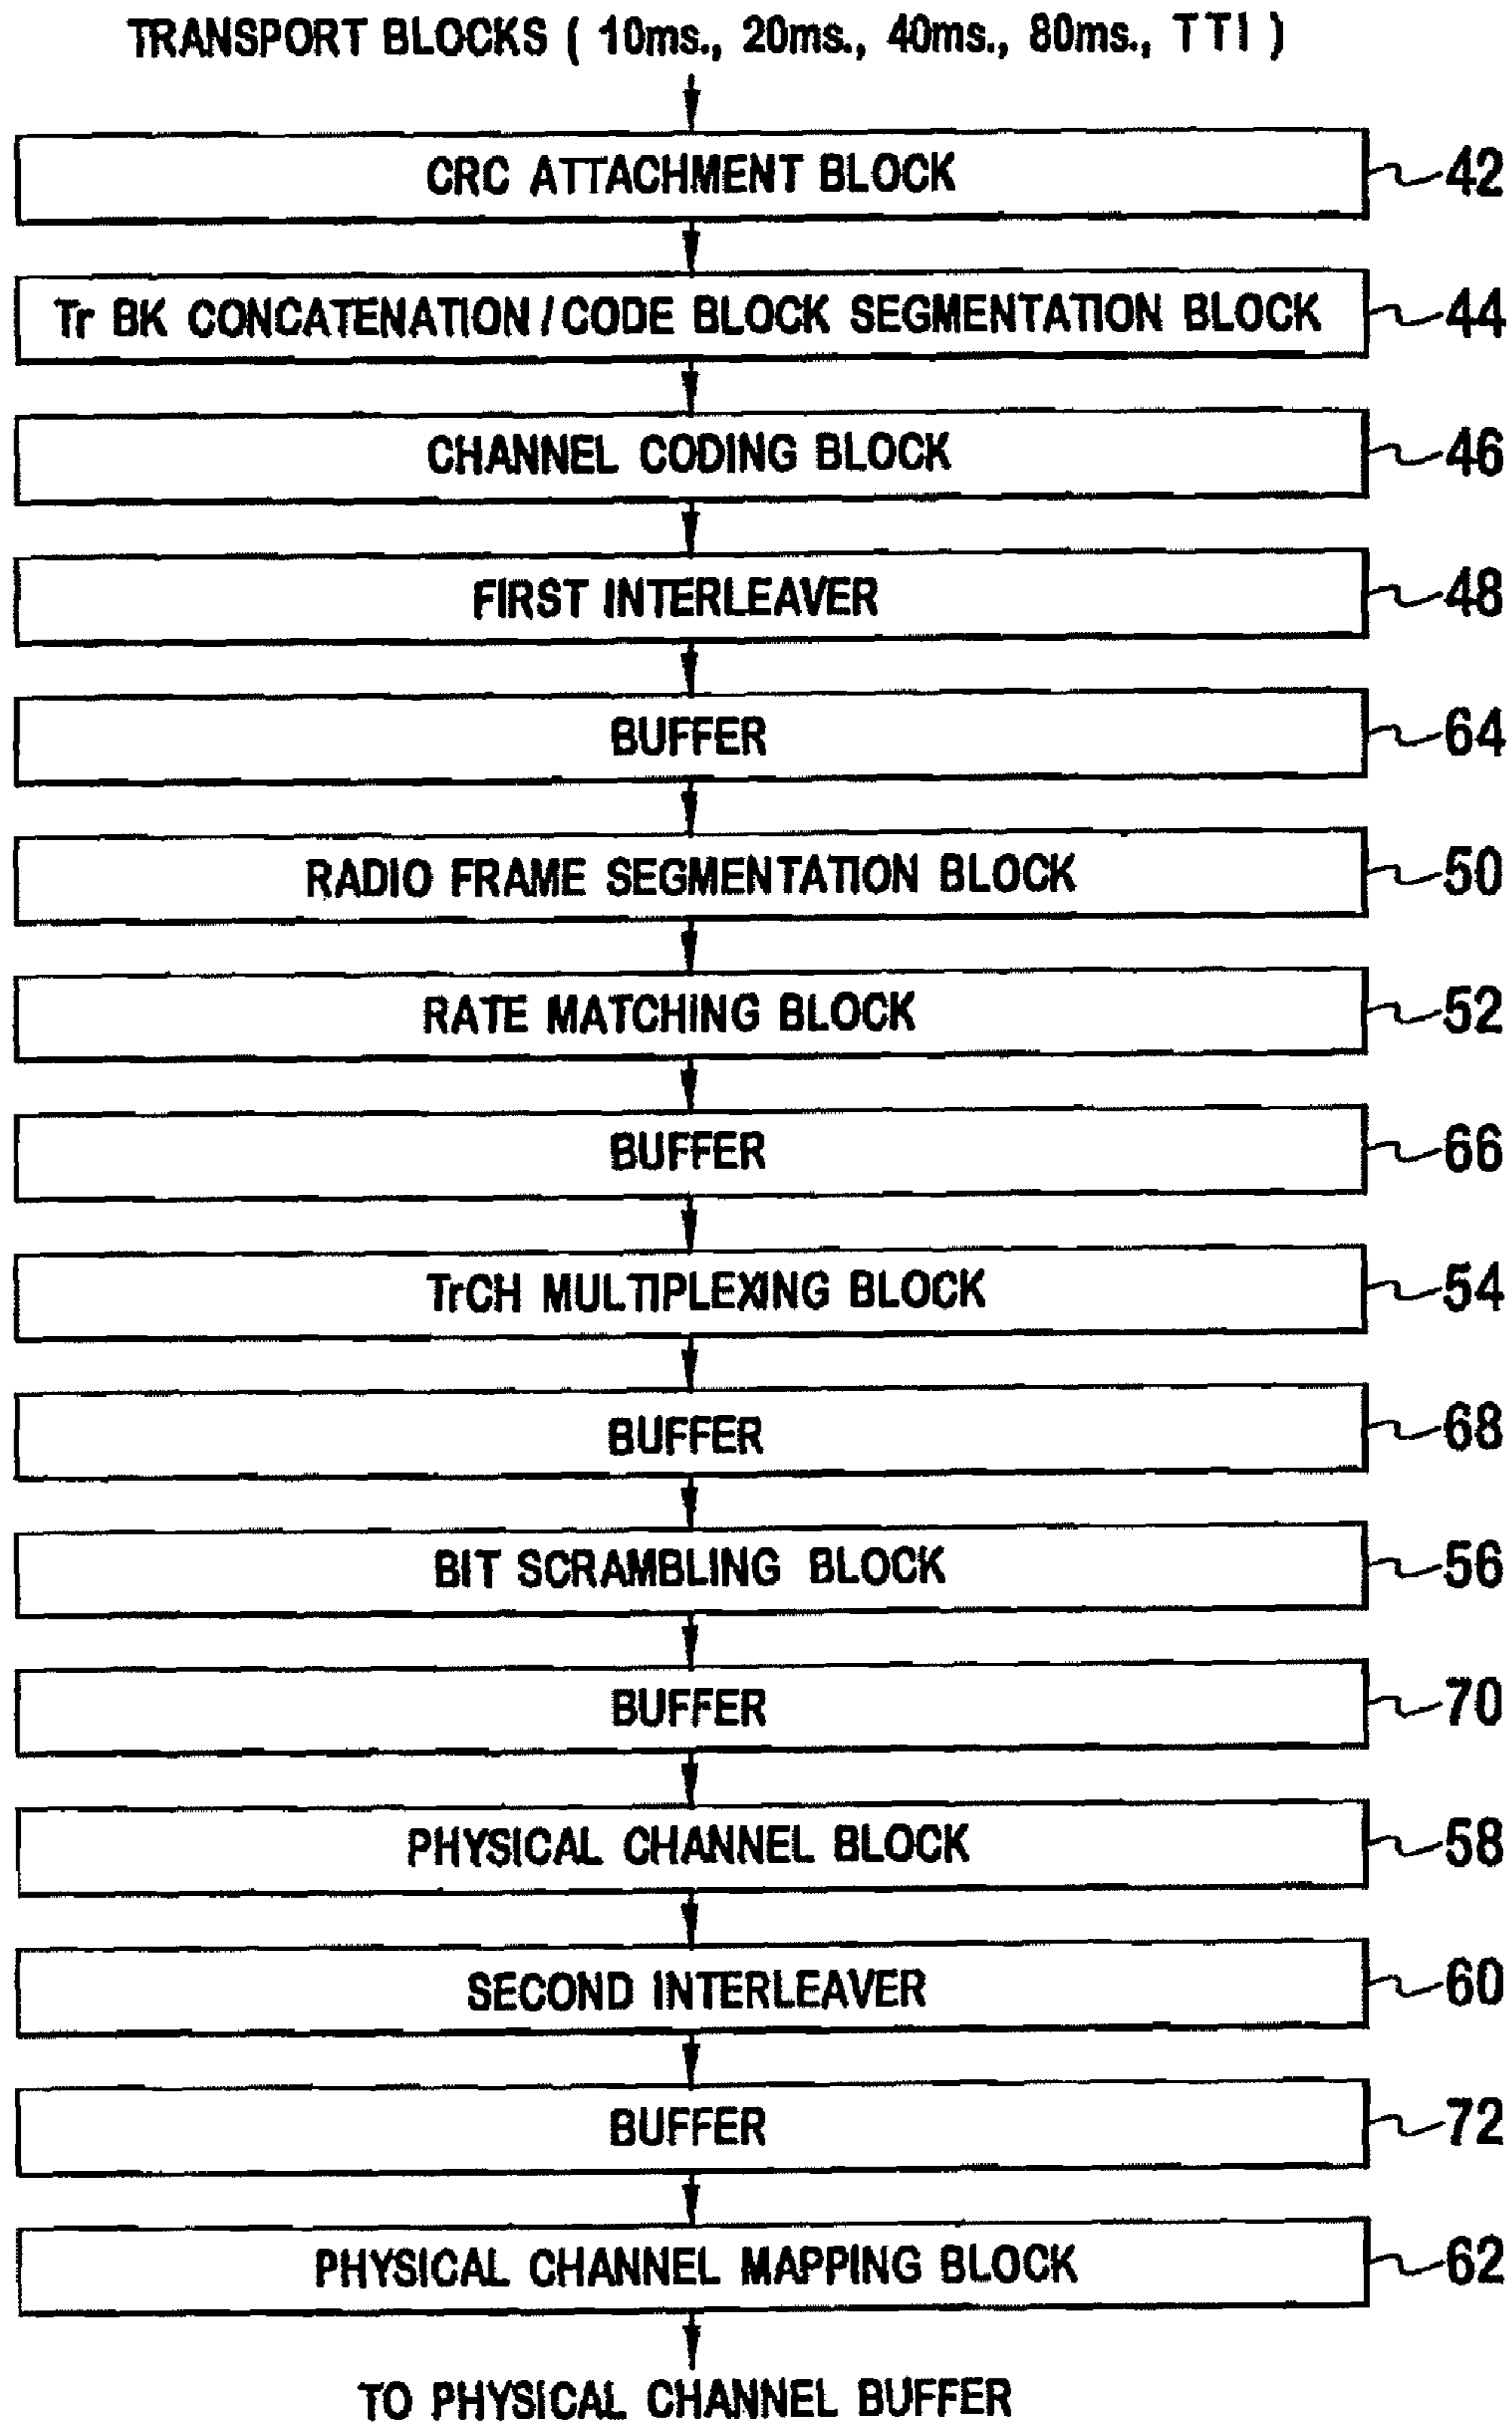 TRANSPORT BLOCKS ( 10ms., 20ms., 40ms., 80ms., TTI )
CRC ATTACHMENT BLOCK 42
Tr BK CONCATENATION / CODE BLOCK SEGMENTATION BLOCK 44
CHANNEL CODING BLOCK 46
FIRST INTERLEAVER 48
BUFFER 64
RADIO FRAME SEGMENTATION BLOCK 50
RATE MATCHING BLOCK 52
BUFFER 66
TrCH MULTIPLEXING BLOCK 54
BUFFER 68
BIT SCRAMBLING BLOCK 56
BUFFER 70
PHYSICAL CHANNEL BLOCK 58
SECOND INTERLEAVER 60
BUFFER 72
PHYSICAL CHANNEL MAPPING BLOCK 62
TO PHYSICAL CHANNEL BUFFER